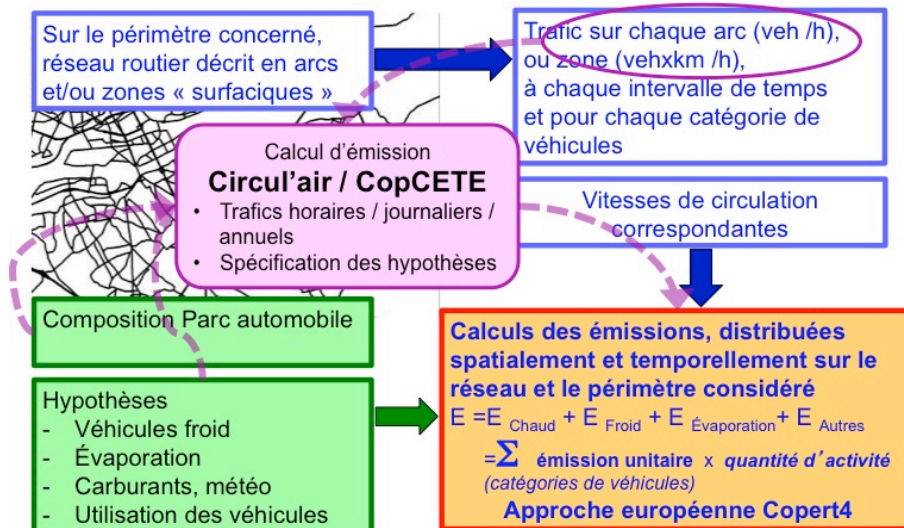 Sur le périmètre concerné,
réseau routier décrit en arcs
et/ou zones « surfaciques »
Trafic sur chaque arc (veh /h),
ou zone (vehxkm /h),
à chaque intervalle de temps
et pour chaque catégorie de
véhicules
Calcul d'émission
Circul'air / CopCETE
• Trafics horaires / journaliers /
annuels
• Spécification des hypothèses
Vitesses de circulation
correspondantes
Composition Parc automobile
Hypothèses
- Véhicules froid
- Évaporation
- Carburants, météo
- Utilisation des véhicules
Calculs des émissions, distribuées
spatialement et temporellement sur le
réseau et le périmètre considéré
E =E Chaud + E Froid + E Évaporation+ E Autres
=Σ émission unitaire x quantité d'activité
(catégories de véhicules)
Approche européenne Copert4